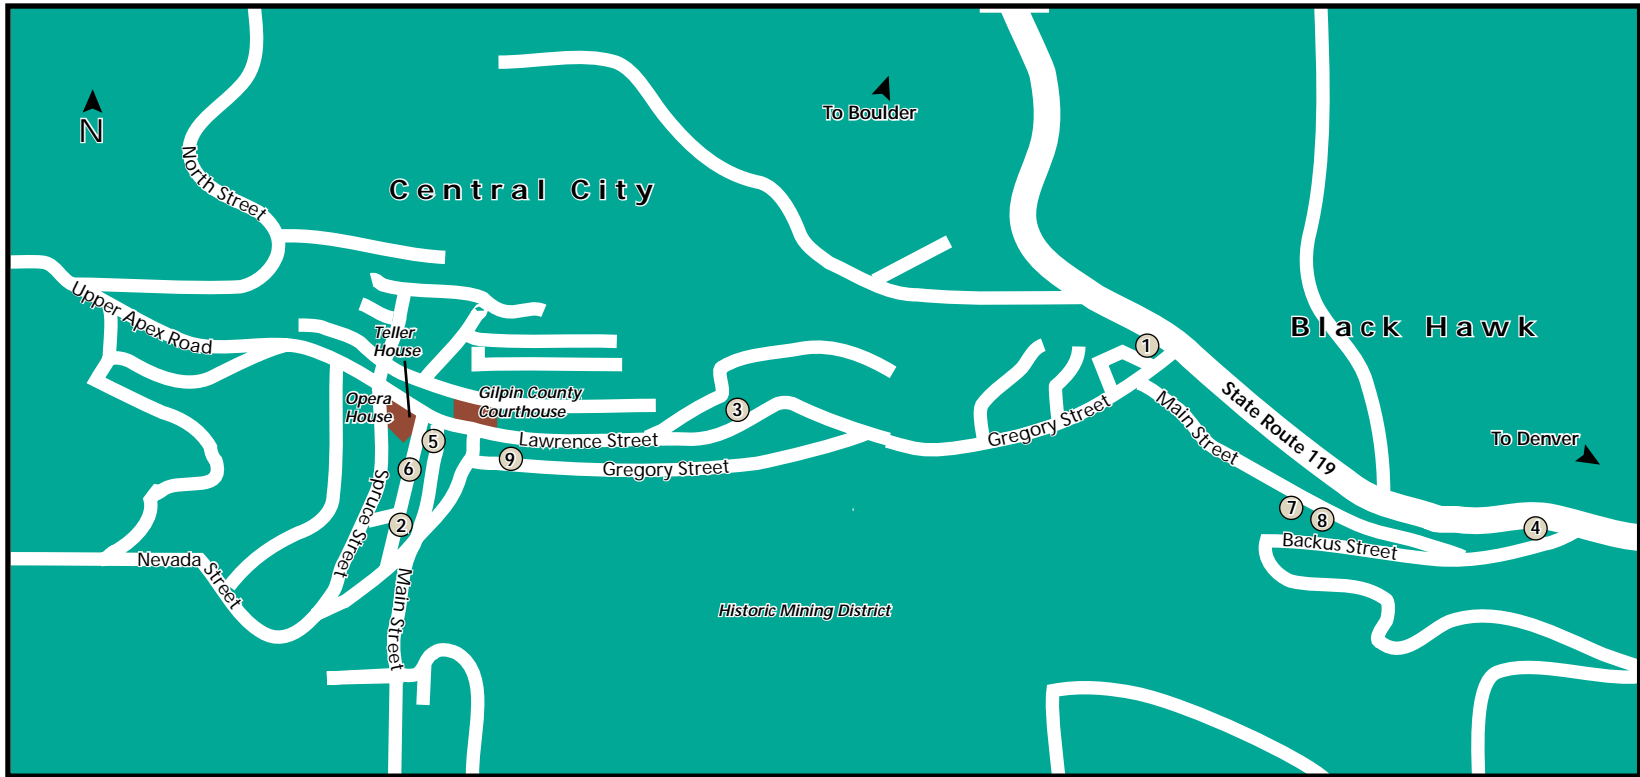 To Boulder
N
North Street
Central City
Upper Apex Road
Teller
House
Black Hawk
1
Opera
House
Gilpin County
Courthouse
3
State Route 119
Main Street
Gregory Street
5
Lawrence Street
To Denver
6
9
Gregory Street
Spruce Street
2
7
8
4
Backus Street
Nevada Street
Main Street
Historic Mining District